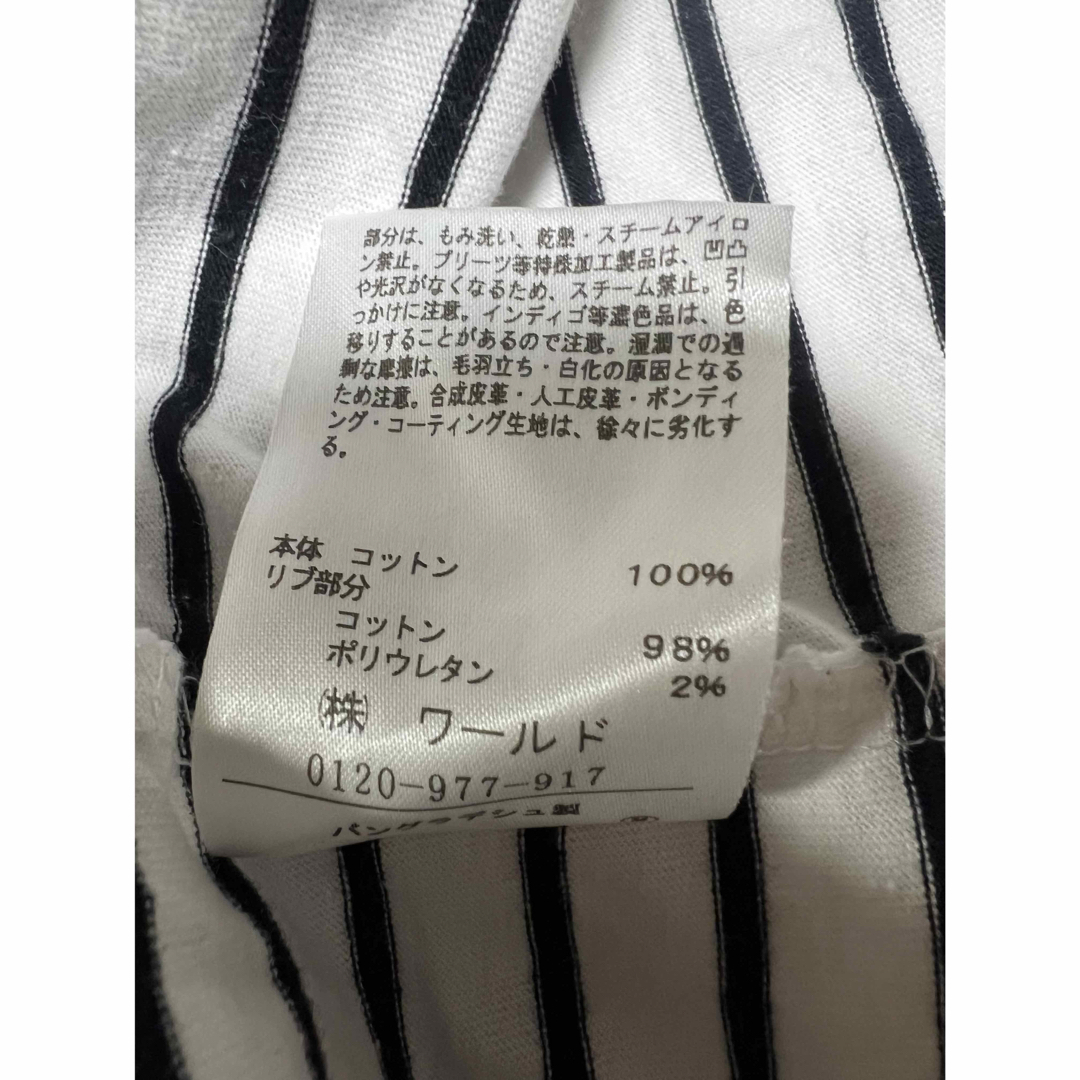 部分は、もみ洗い、乾熱・スチームアイロ
ン禁止。プリーツ等特殊加工製品は、凹凸
や光沢がなくなるため、スチーム禁止。引
っかけに注意。インディゴ等濃色品は、色
移りすることがあるので注意。湿潤での過
剰な摩擦は、毛羽立ち・白化の原因となる
ため注意。合成皮革・人工皮革・ボンディ
ング・コーティング生地は、徐々に劣化す
る。
本体 コットン 100%
リブ部分
コットン 98%
ポリウレタン 2%
㈱ ワールド
0120-977-917
バングラデシュ製